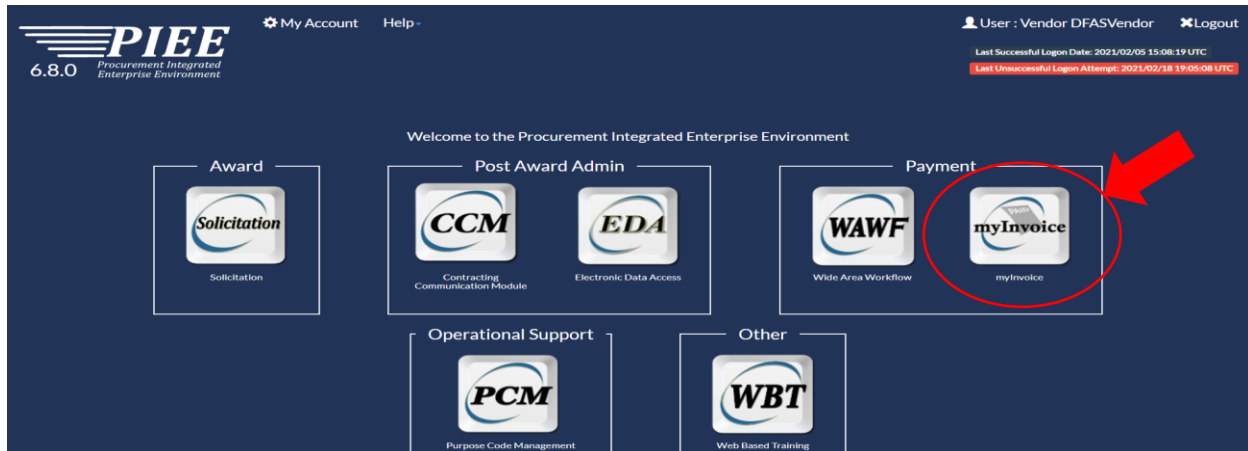 My Account Help
User : Vendor DFASVendor Logout
PIEE
6.8.0 Procurement Integrated
Enterprise Environment
Last Successful Logon Date: 2021/02/05 15:08:19 UTC
Last Unsuccessful Logon Attempt: 2021/02/18 19:05:08 UTC
Welcome to the Procurement Integrated Enterprise Environment
Award
Solicitation
Solicitation
Post Award Admin
CCM
Contracting
Communication Module
EDA
Electronic Data Access
Payment
WAWF
Wide Area Workflow
PAID
myInvoice
myInvoice
Operational Support
PCM
Purpose Code Management
Other
WBT
Web Based Training